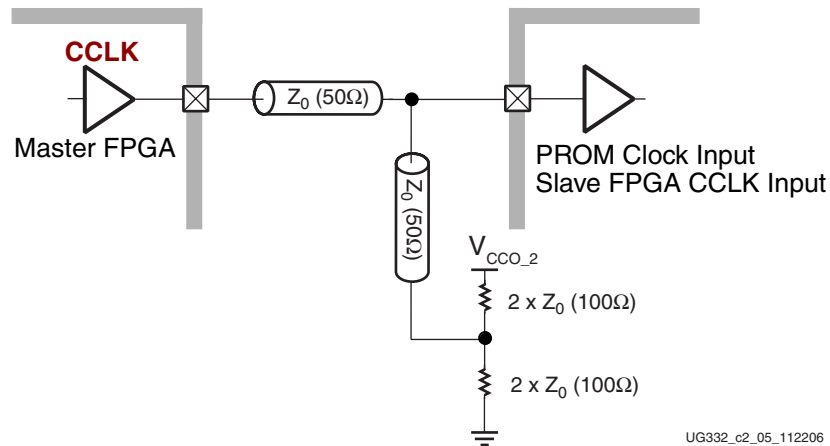 CCLK
Master FPGA
Z0 (50Ω)
PROM Clock Input
Slave FPGA CCLK Input
Z0 (50Ω)
VCCO_2
2 x Z0 (100Ω)
2 x Z0 (100Ω)
UG332_c2_05_112206